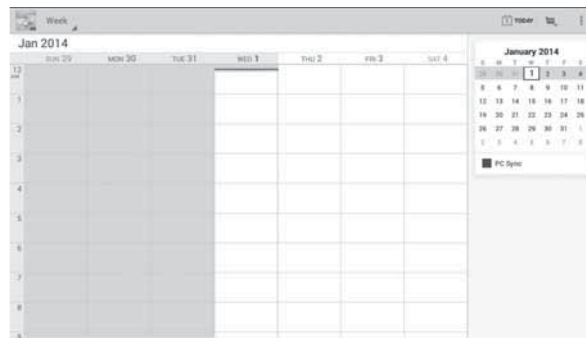 Week
1 TODAY
Jan 2014
SUN 29 MON 30 TUE 31 WED 1 THU 2 FRI 3 SAT 4
12
AM
1
2
3
4
5
6
7
8
9
January 2014
S M T W T F S
29 30 31 1 2 3 4
5 6 7 8 9 10 11
12 13 14 15 16 17 18
19 20 21 22 23 24 25
26 27 28 29 30 31 1
2 3 4 5 6 7 8
PC Sync